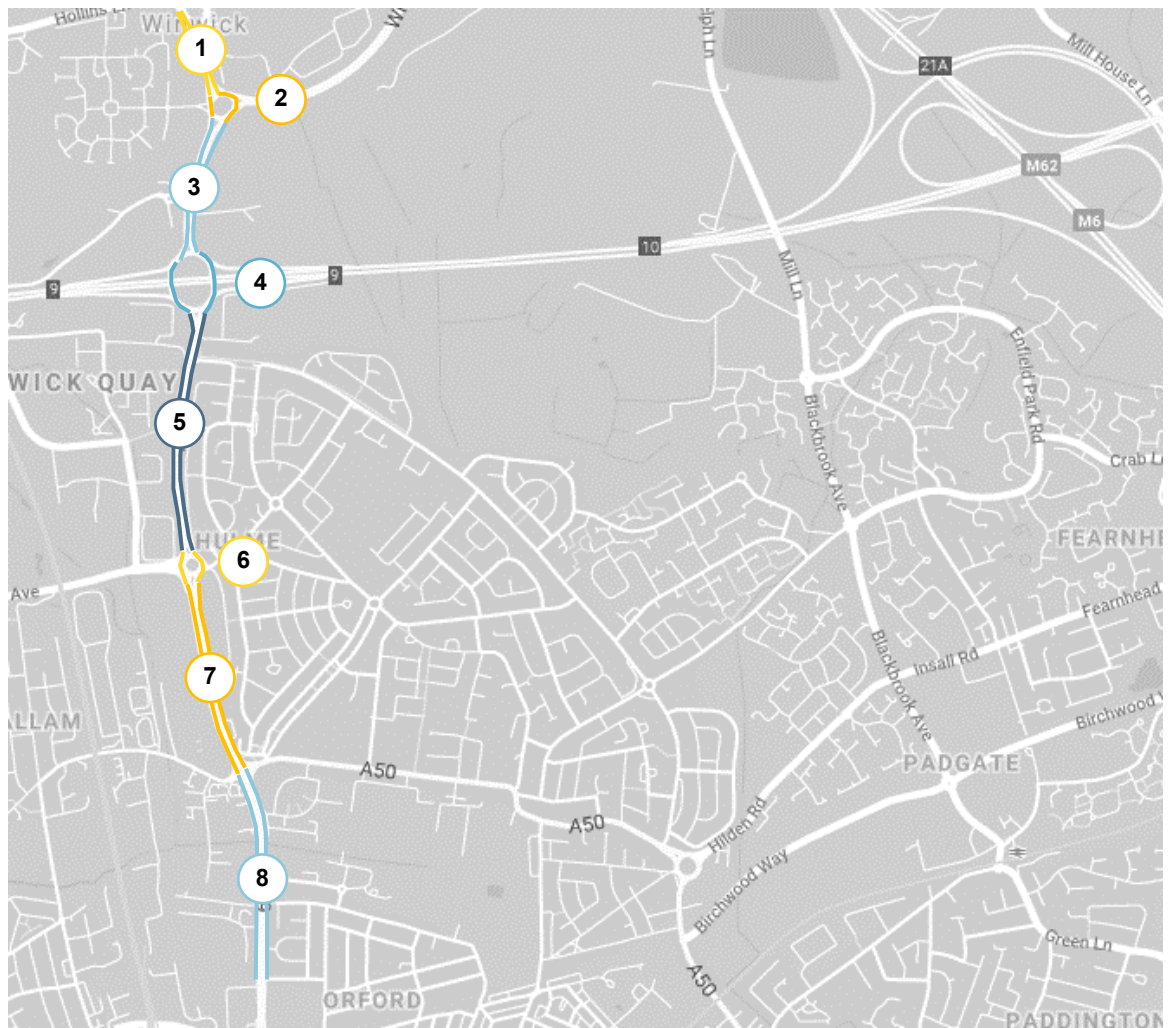 Hollins Ln
Winwick
1
2
Mill House Ln
21A
M62
M6
3
10
9
9
4
Mill Ln
WICK QUAY
Enfield Park Rd
5
Blackbrook Ave
Crab L
HULME
6
FEARNHE
Ave
Fearnhead
7
Insall Rd
Blackbrook Ave
ALLAM
Birchwood
PADGATE
A50
A50
Hilden Rd
Birchwood Way
8
Green Ln
A50
ORFORD
PADDINGTON